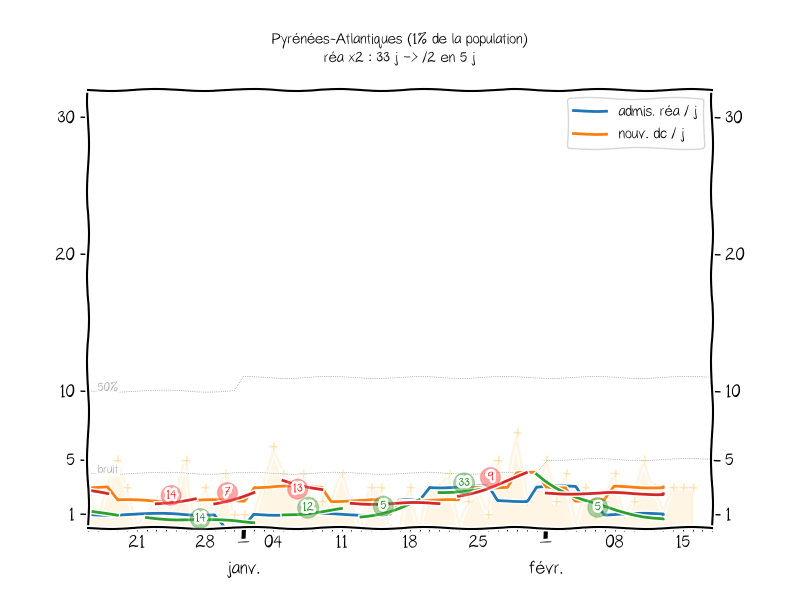 Pyrénées-Atlantiques (1% de la population)
réa x2 : 33 j -> /2 en 5 j
admis. réa / j
nouv. dc / j
30 30
20 20
50%
10 10
5 bruit 5
14 7 13 33 9
14 12 5 5
1 1
21 28 04 11 18 25 08 15
janv. févr.